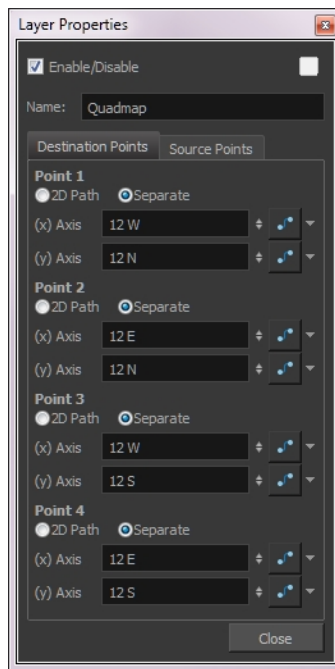 Layer Properties
Enable/Disable
Name: Quadmap
Destination Points Source Points
Point 1
2D Path Separate
(x) Axis 12 W
(y) Axis 12 N
Point 2
2D Path Separate
(x) Axis 12 E
(y) Axis 12 N
Point 3
2D Path Separate
(x) Axis 12 W
(y) Axis 12 S
Point 4
2D Path Separate
(x) Axis 12 E
(y) Axis 12 S
Close